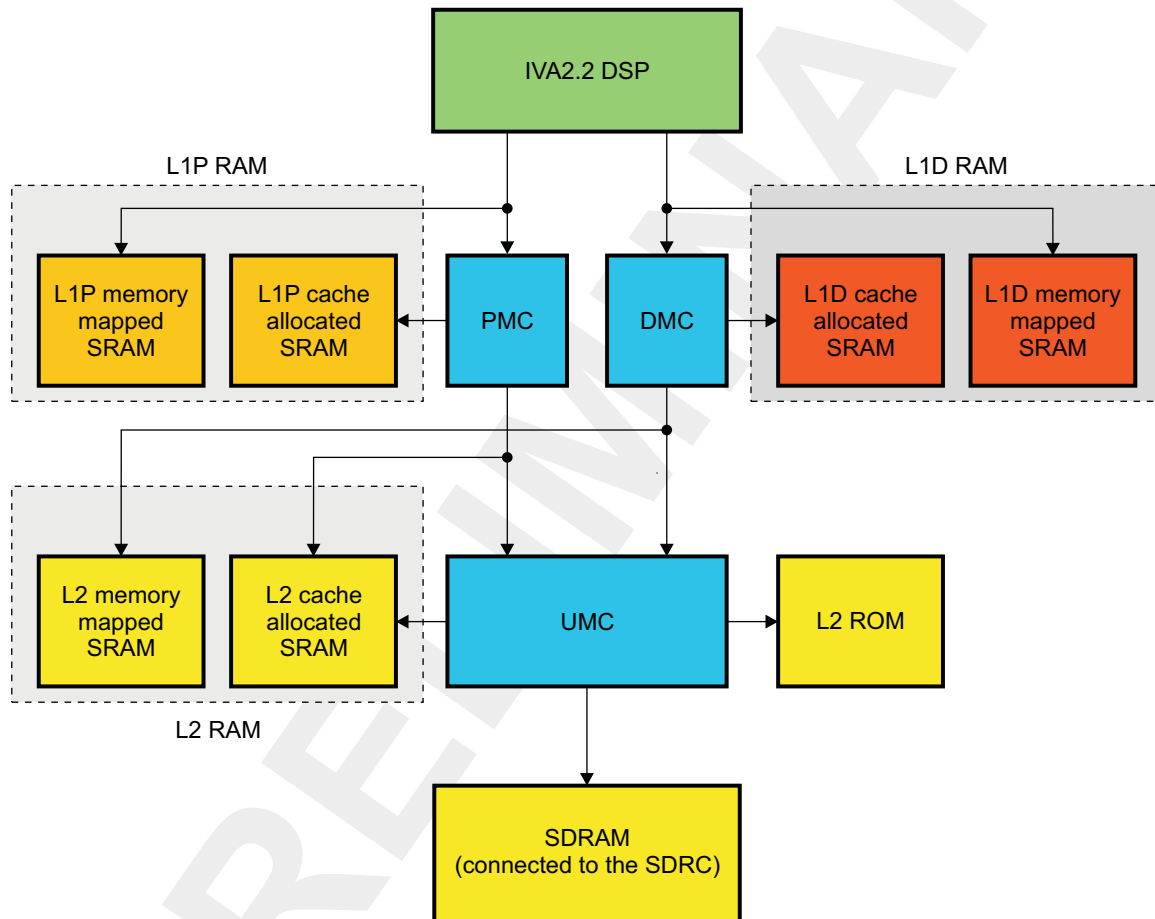 IVA2.2 DSP
L1P RAM
L1D RAM
L1P memory
mapped
SRAM
L1P cache
allocated
SRAM
PMC
DMC
L1D cache
allocated
SRAM
L1D memory
mapped
SRAM
L2 memory
mapped
SRAM
L2 cache
allocated
SRAM
UMC
L2 ROM
L2 RAM
SDRAM
(connected to the SDRC)